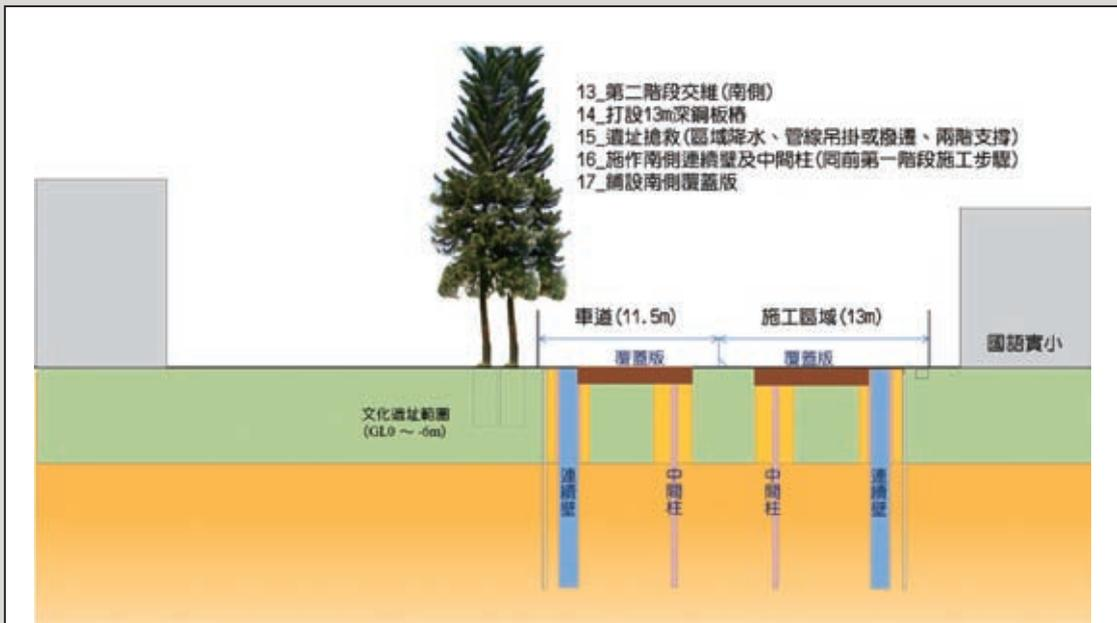 13_第二階段交維(南側)
14_打設13m深鋼板樁
15_遺址搶救(區域降水、管線吊掛或撥遷、兩階支撐)
16_施作南側連續壁及中間柱(同前第一階段施工步驟)
17_鋪設南側覆蓋版
車道(11.5m)
施工區域(13m)
覆蓋版
覆蓋版
國語實小
文化遺址範圍
(GL0 ~ -6m)
連續壁
中間柱
中間柱
連續壁